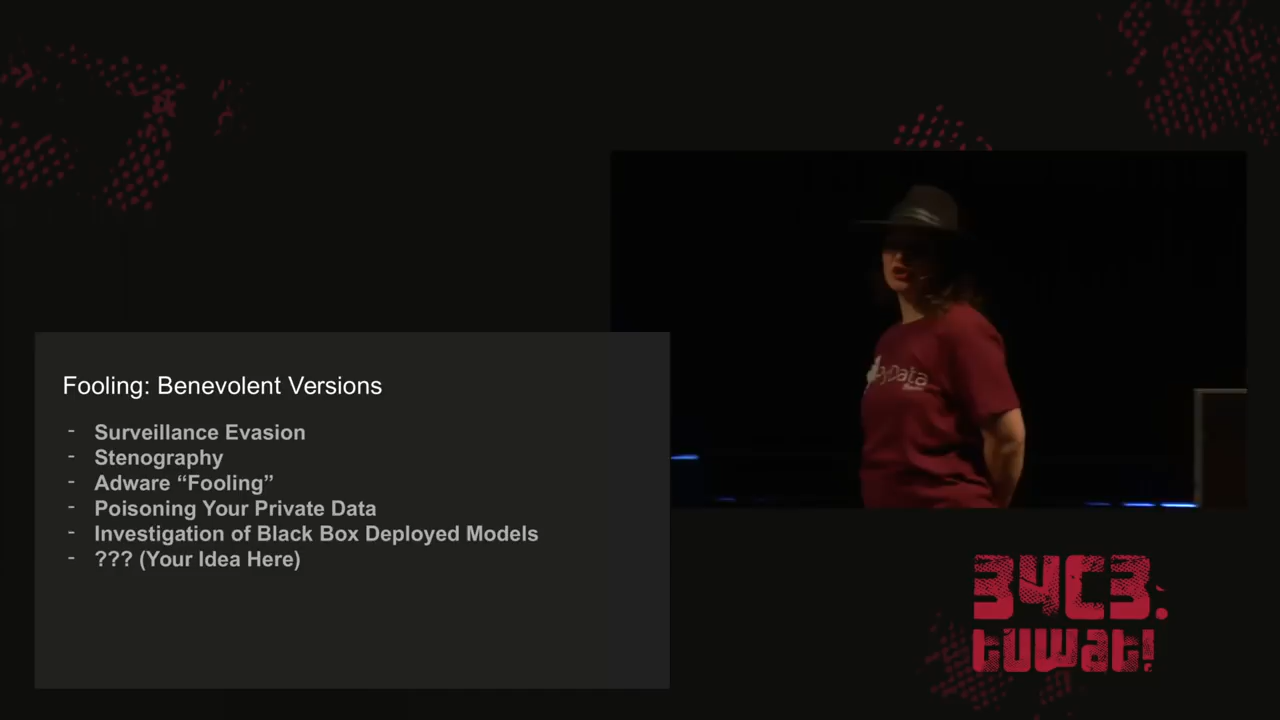 Fooling: Benevolent Versions
- Surveillance Evasion
- Stenography
- Adware “Fooling”
- Poisoning Your Private Data
- Investigation of Black Box Deployed Models
- ??? (Your Idea Here)
PyData
34C3.
tuwat!